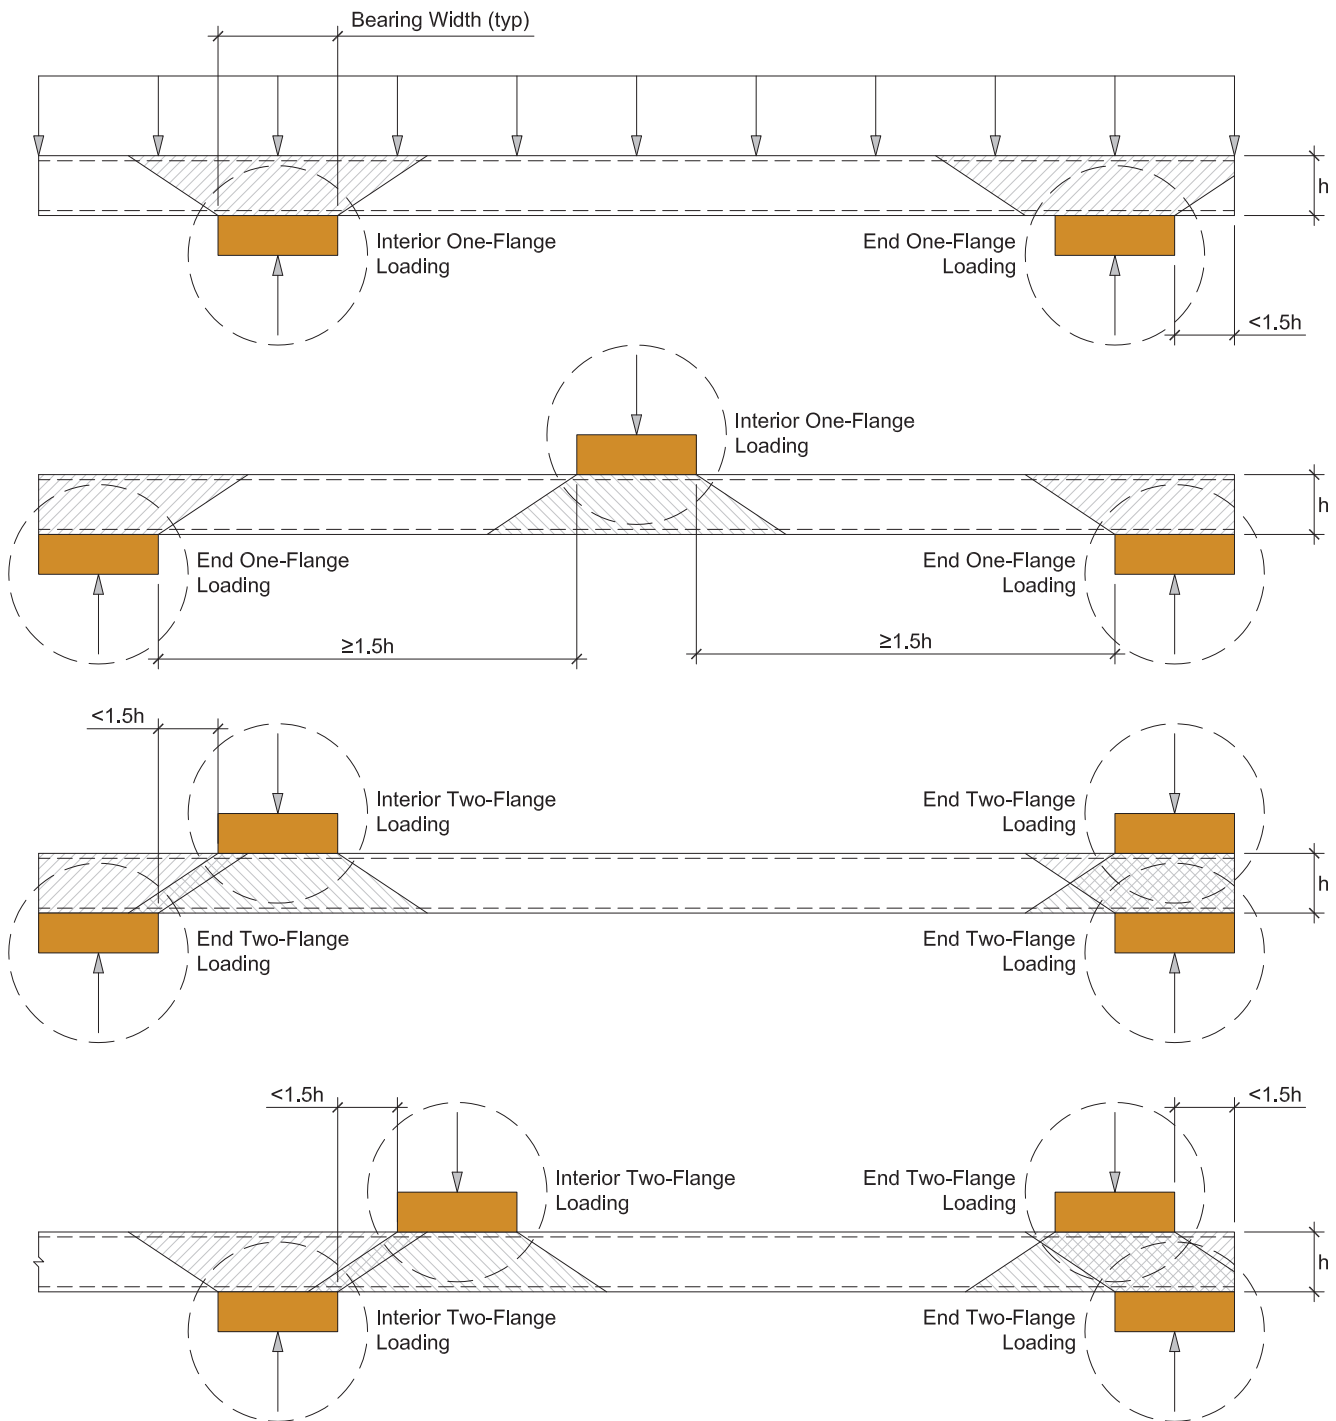 Bearing Width (typ)
h
Interior One-Flange
Loading
End One-Flange
Loading
<1.5h
Interior One-Flange
Loading
h
End One-Flange
Loading
End One-Flange
Loading
≥1.5h
≥1.5h
<1.5h
Interior Two-Flange
Loading
End Two-Flange
Loading
h
End Two-Flange
Loading
End Two-Flange
Loading
<1.5h
<1.5h
Interior Two-Flange
Loading
End Two-Flange
Loading
h
Interior Two-Flange
Loading
End Two-Flange
Loading